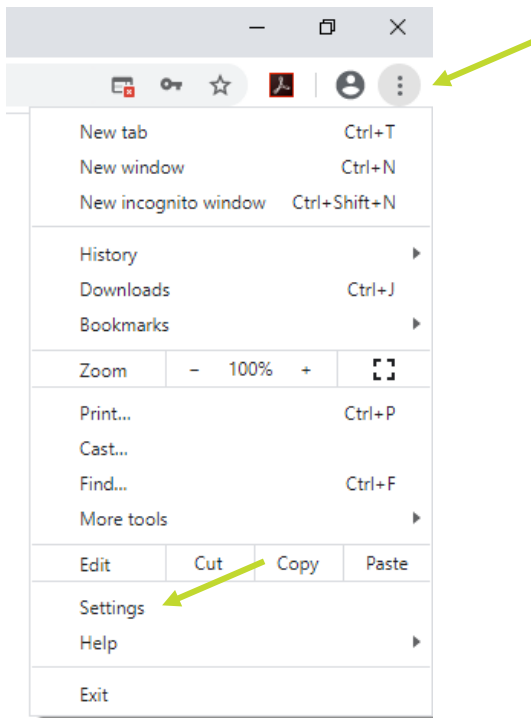 New tab Ctrl+T
New window Ctrl+N
New incognito window Ctrl+Shift+N
History
Downloads Ctrl+J
Bookmarks
Zoom - 100% +
Print... Ctrl+P
Cast...
Find... Ctrl+F
More tools
Edit Cut Copy Paste
Settings
Help
Exit